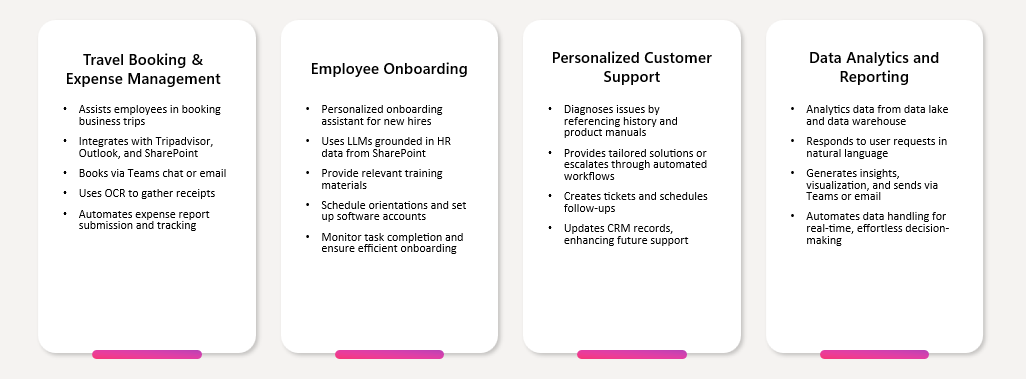 Travel Booking &
Expense Management
• Assists employees in booking
business trips
• Integrates with Tripadvisor,
Outlook, and SharePoint
• Books via Teams chat or email
• Uses OCR to gather receipts
• Automates expense report
submission and tracking
Employee Onboarding
• Personalized onboarding
assistant for new hires
• Uses LLMs grounded in HR
data from SharePoint
• Provide relevant training
materials
• Schedule orientations and set
up software accounts
• Monitor task completion and
ensure efficient onboarding
Personalized Customer
Support
• Diagnoses issues by
referencing history and
product manuals
• Provides tailored solutions or
escalates through automated
workflows
• Creates tickets and schedules
follow-ups
• Updates CRM records,
enhancing future support
Data Analytics and
Reporting
• Analytics data from data lake
and data warehouse
• Responds to user requests in
natural language
• Generates insights,
visualization, and sends via
Teams or email
• Automates data handling for
real-time, effortless decision-
making